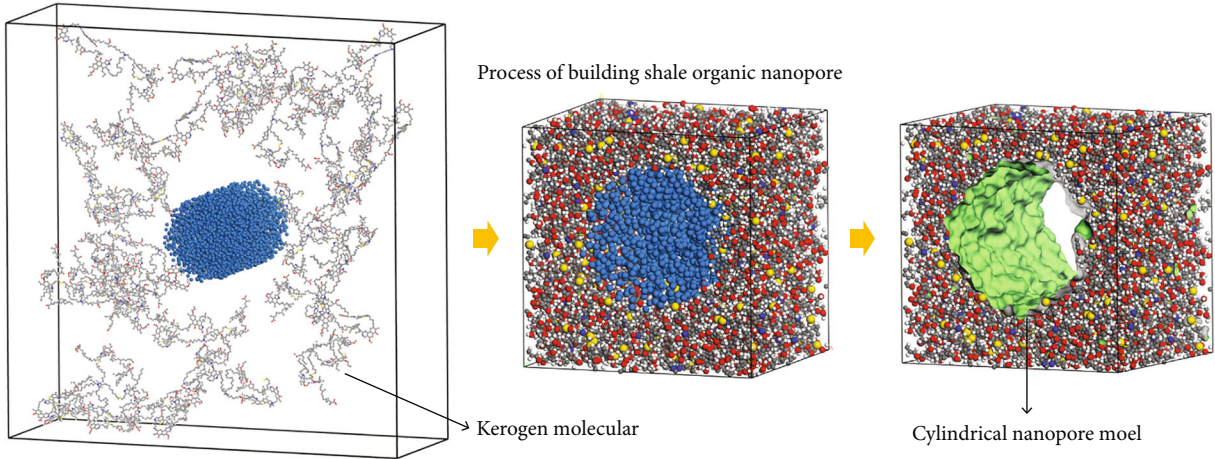 Process of building shale organic nanopore
Kerogen molecular
Cylindrical nanopore moel